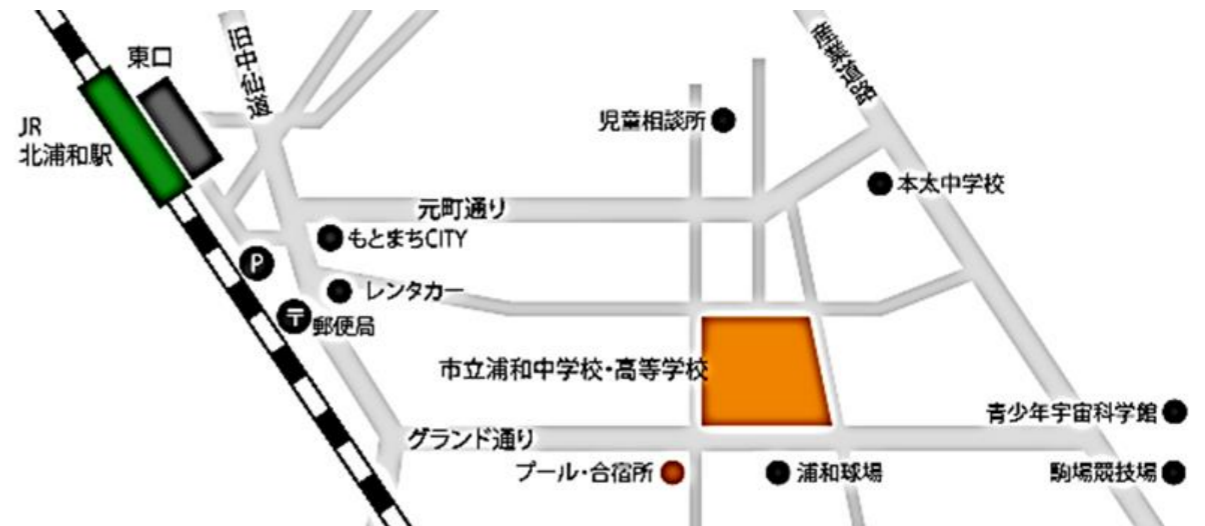 東口
旧中仙道
産業道路
JR
北浦和駅
児童相談所
本太中学校
元町通り
もとまちCITY
P
レンタカー
〒
郵便局
市立浦和中学校・高等学校
青少年宇宙科学館
グランド通り
プール・合宿所
浦和球場
駒場競技場